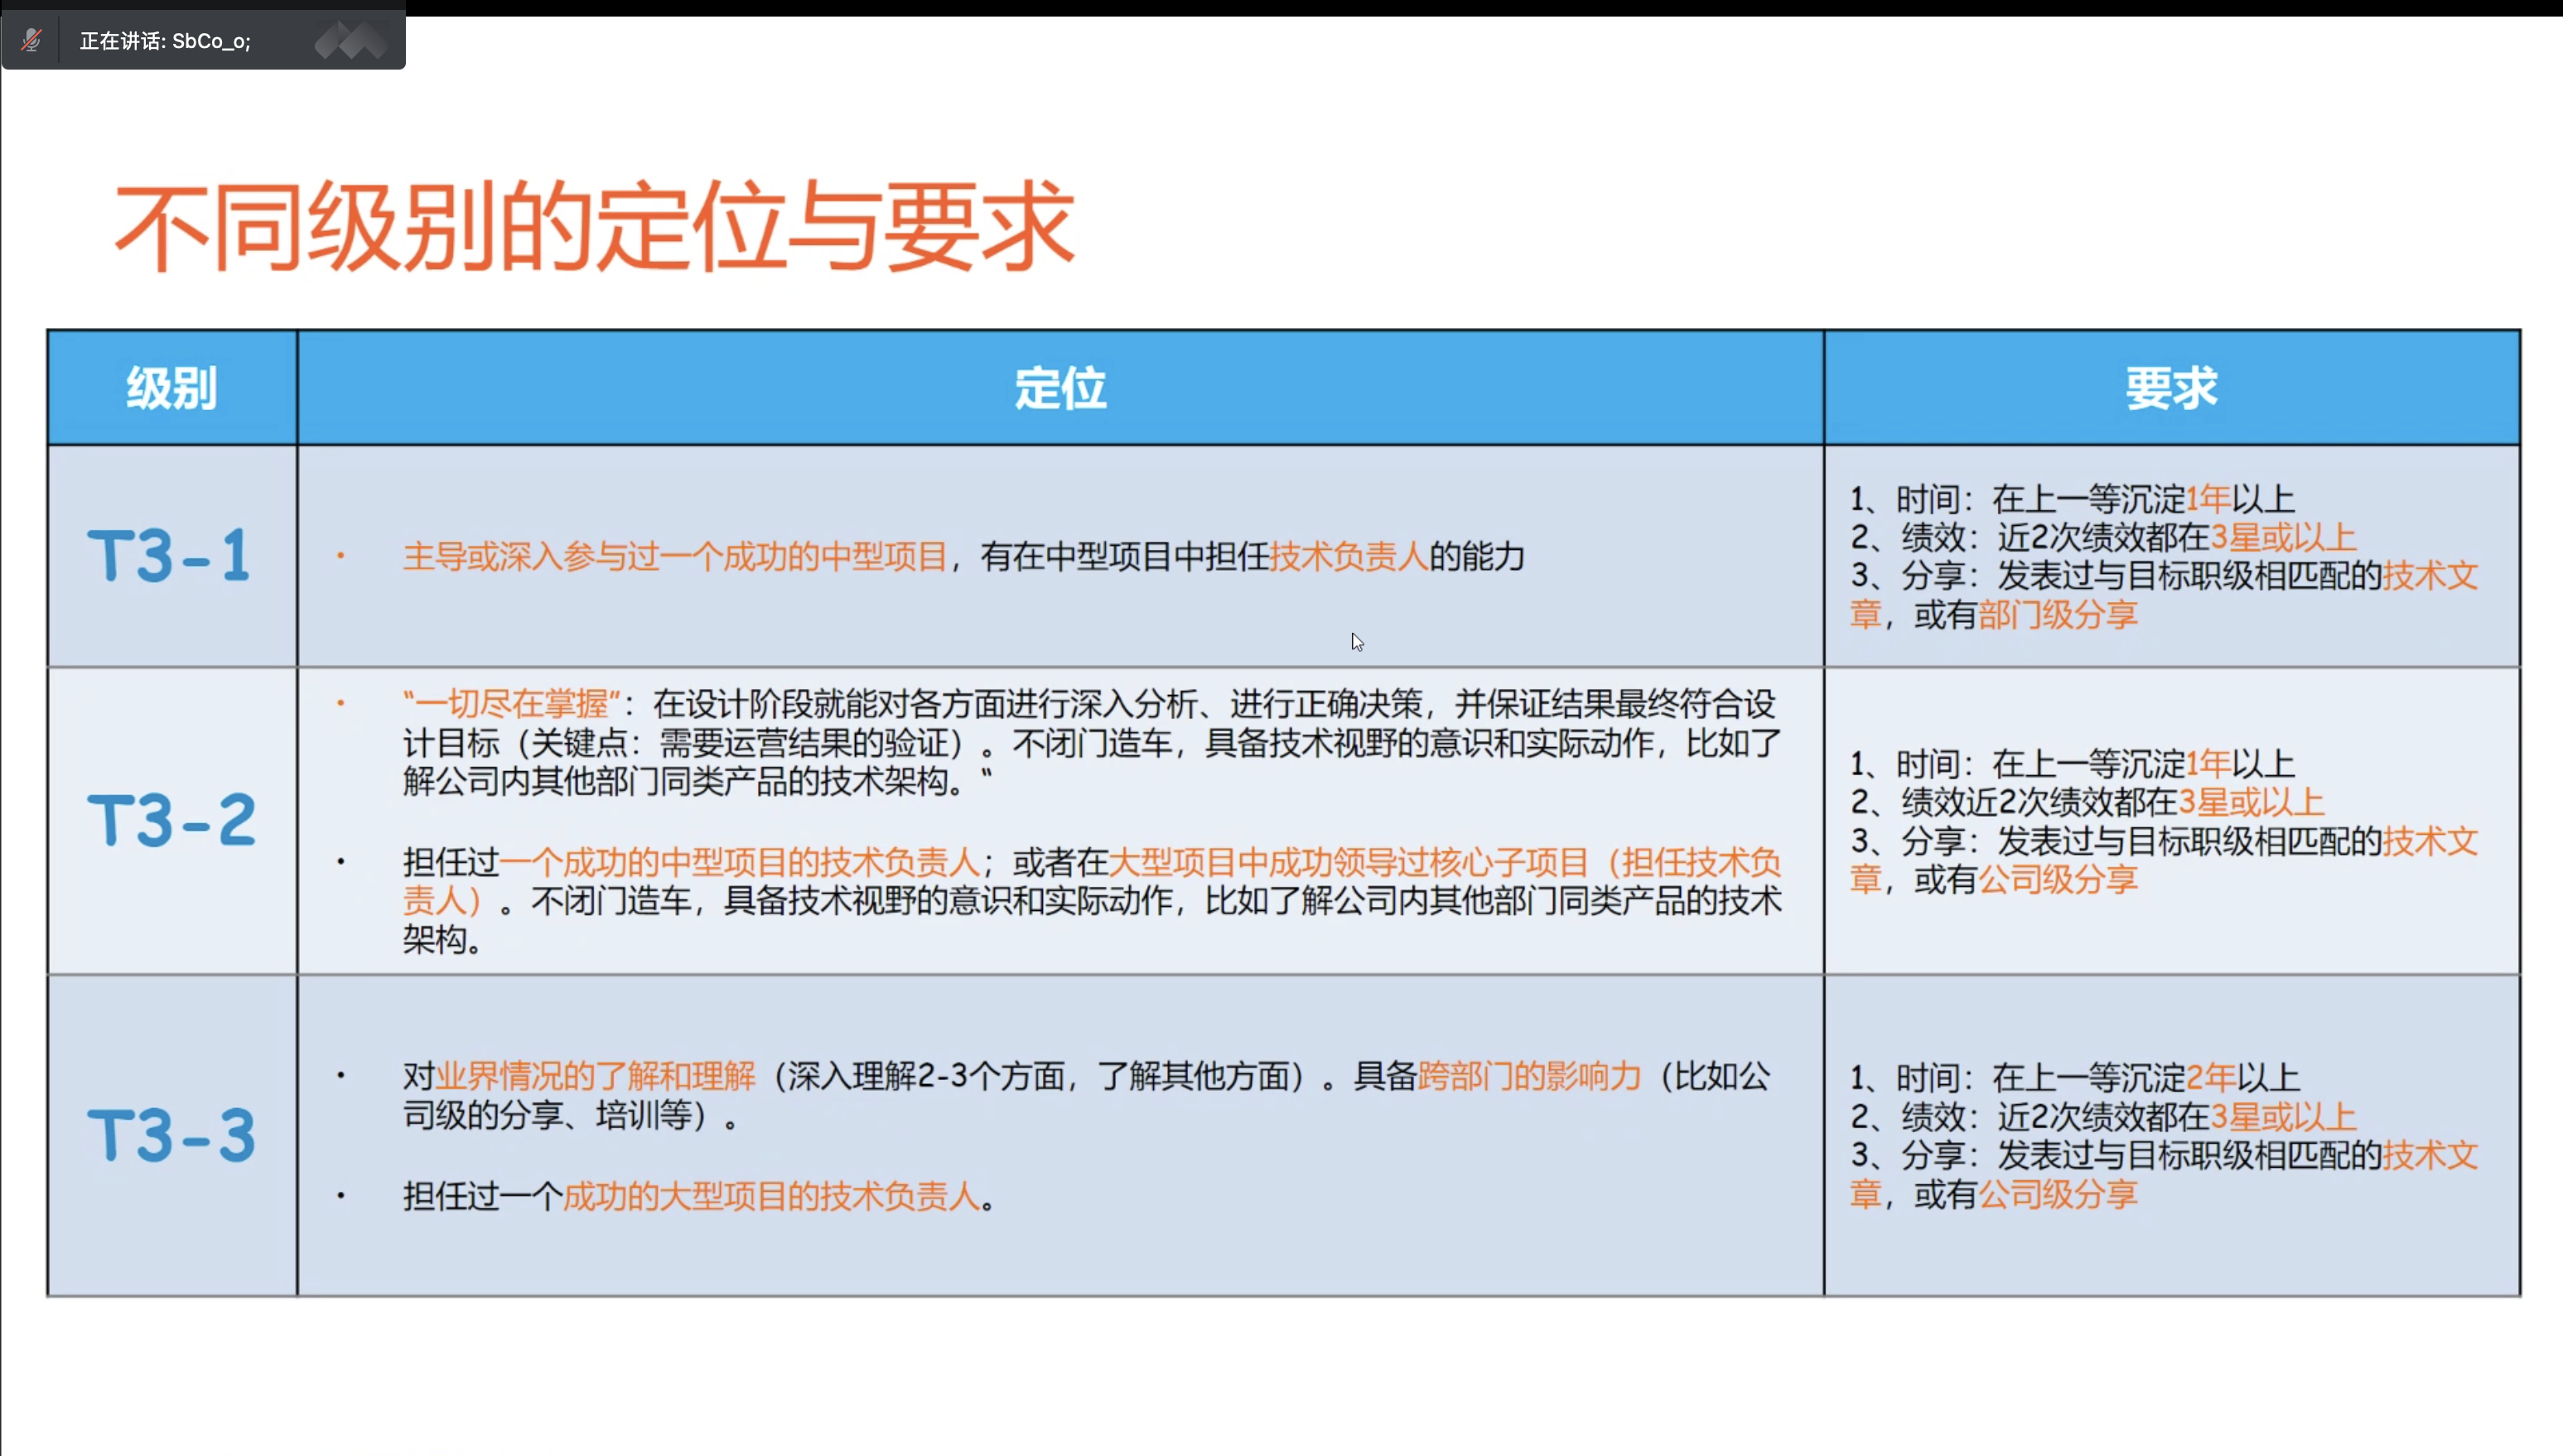 正在讲话: SbCo_o;
不同级别的定位与要求
级别
定位
要求
T3-1
• 主导或深入参与过一个成功的中型项目，有在中型项目中担任技术负责人的能力
1、时间：在上一等沉淀1年以上
2、绩效：近2次绩效都在3星或以上
3、分享：发表过与目标职级相匹配的技术文
章，或有部门级分享
T3-2
• “一切尽在掌握”：在设计阶段就能对各方面进行深入分析、进行正确决策，并保证结果最终符合设
计目标（关键点：需要运营结果的验证）。不闭门造车，具备技术视野的意识和实际动作，比如了
解公司内其他部门同类产品的技术架构。“
• 担任过一个成功的中型项目的技术负责人；或者在大型项目中成功领导过核心子项目（担任技术负
责人）。不闭门造车，具备技术视野的意识和实际动作，比如了解公司内其他部门同类产品的技术
架构。
1、时间：在上一等沉淀1年以上
2、绩效近2次绩效都在3星或以上
3、分享：发表过与目标职级相匹配的技术文
章，或有公司级分享
T3-3
• 对业界情况的了解和理解（深入理解2-3个方面，了解其他方面）。具备跨部门的影响力（比如公
司级的分享、培训等）。
• 担任过一个成功的大型项目的技术负责人。
1、时间：在上一等沉淀2年以上
2、绩效：近2次绩效都在3星或以上
3、分享：发表过与目标职级相匹配的技术文
章，或有公司级分享